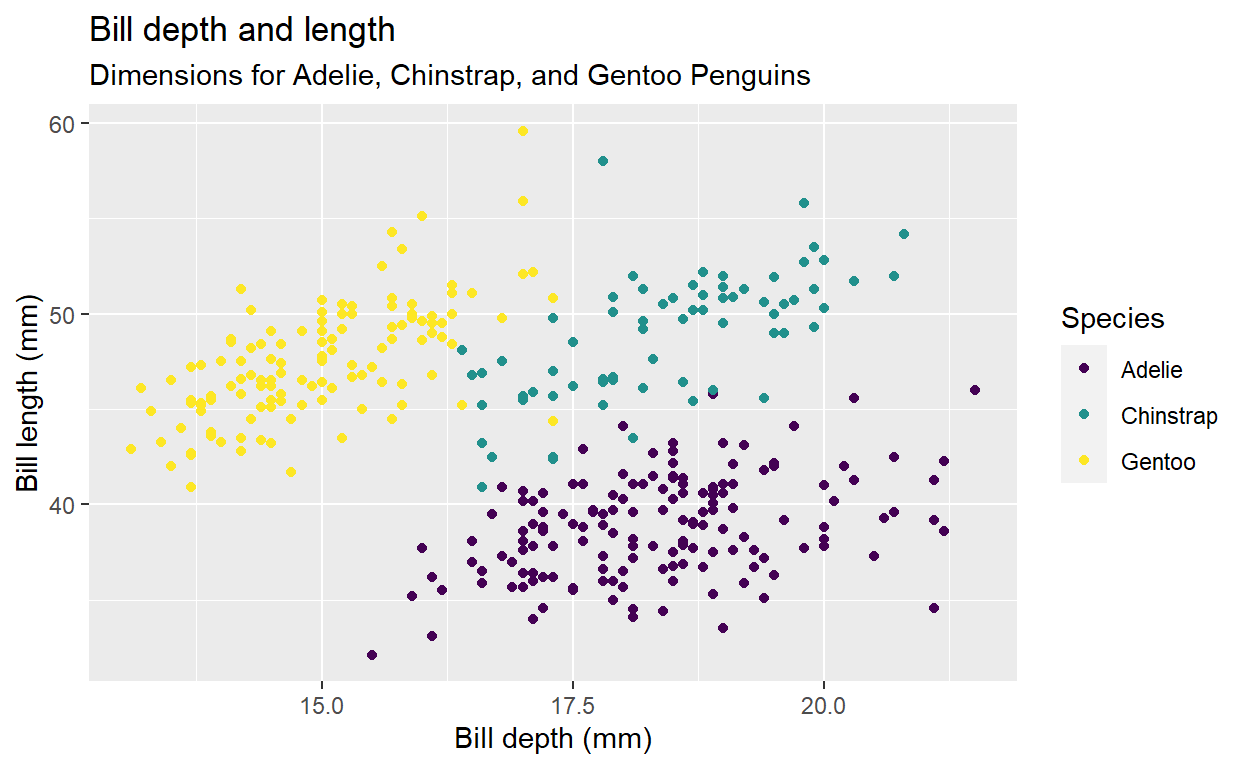 Bill depth and length
Dimensions for Adelie, Chinstrap, and Gentoo Penguins
60
50
40
Bill length (mm)
15.0
17.5
20.0
Bill depth (mm)
Species
Adelie
Chinstrap
Gentoo